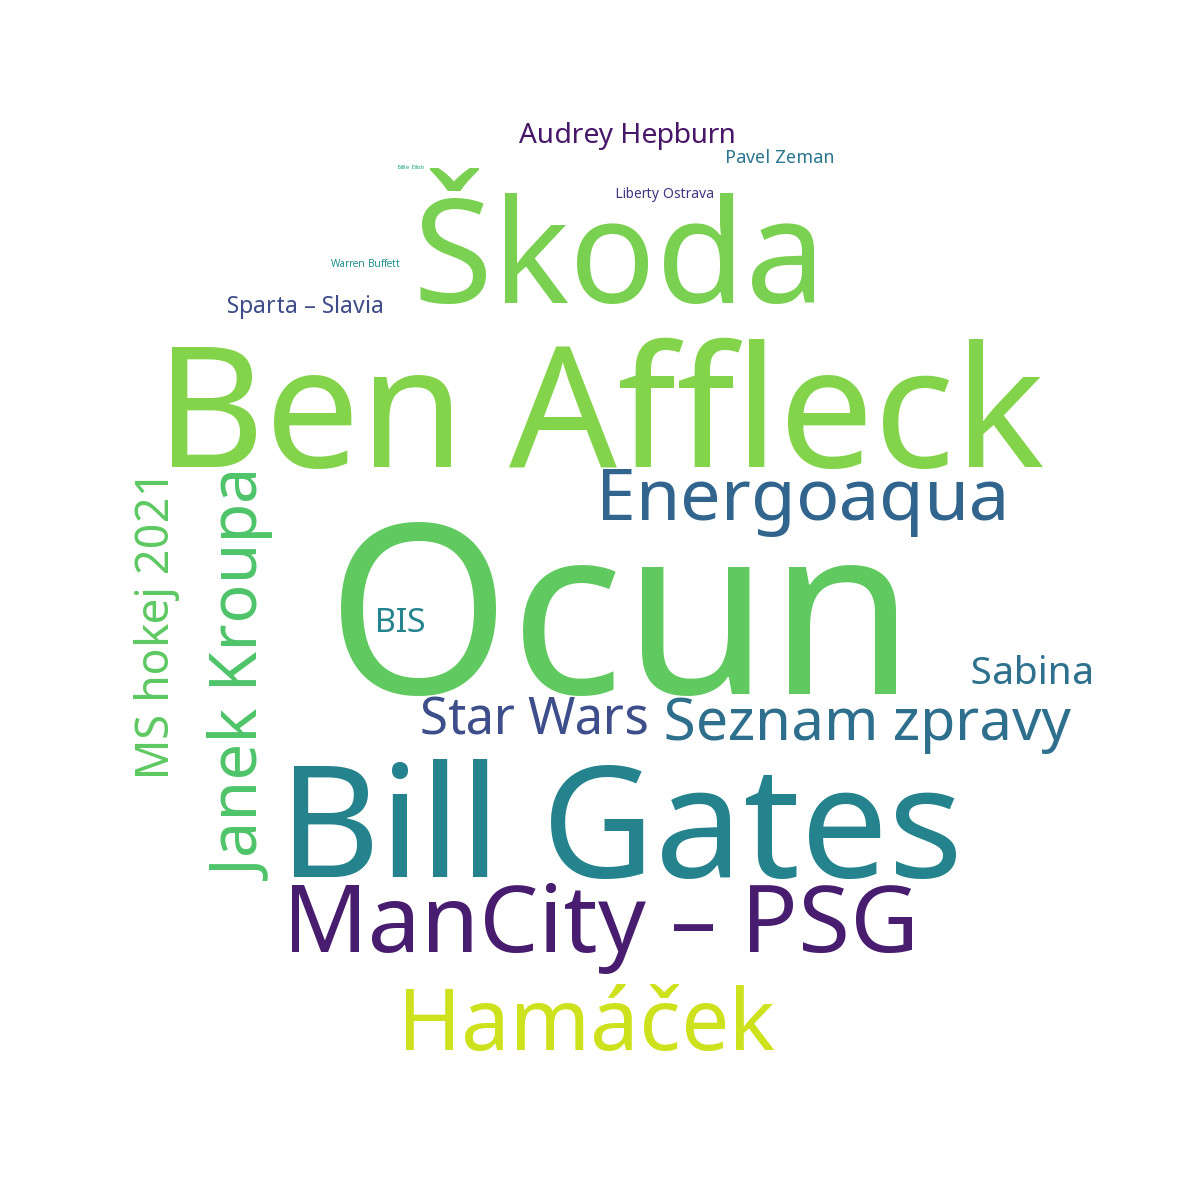 Audrey Hepburn
Pavel Zeman
Billie Eilish
Liberty Ostrava
Škoda
Warren Buffett
Sparta – Slavia
Ben Affleck
Energoaqua
MS hokej 2021
Janek Kroupa
Ocun
BIS
Sabina
Star Wars
Seznam zpravy
Bill Gates
ManCity – PSG
Hamáček